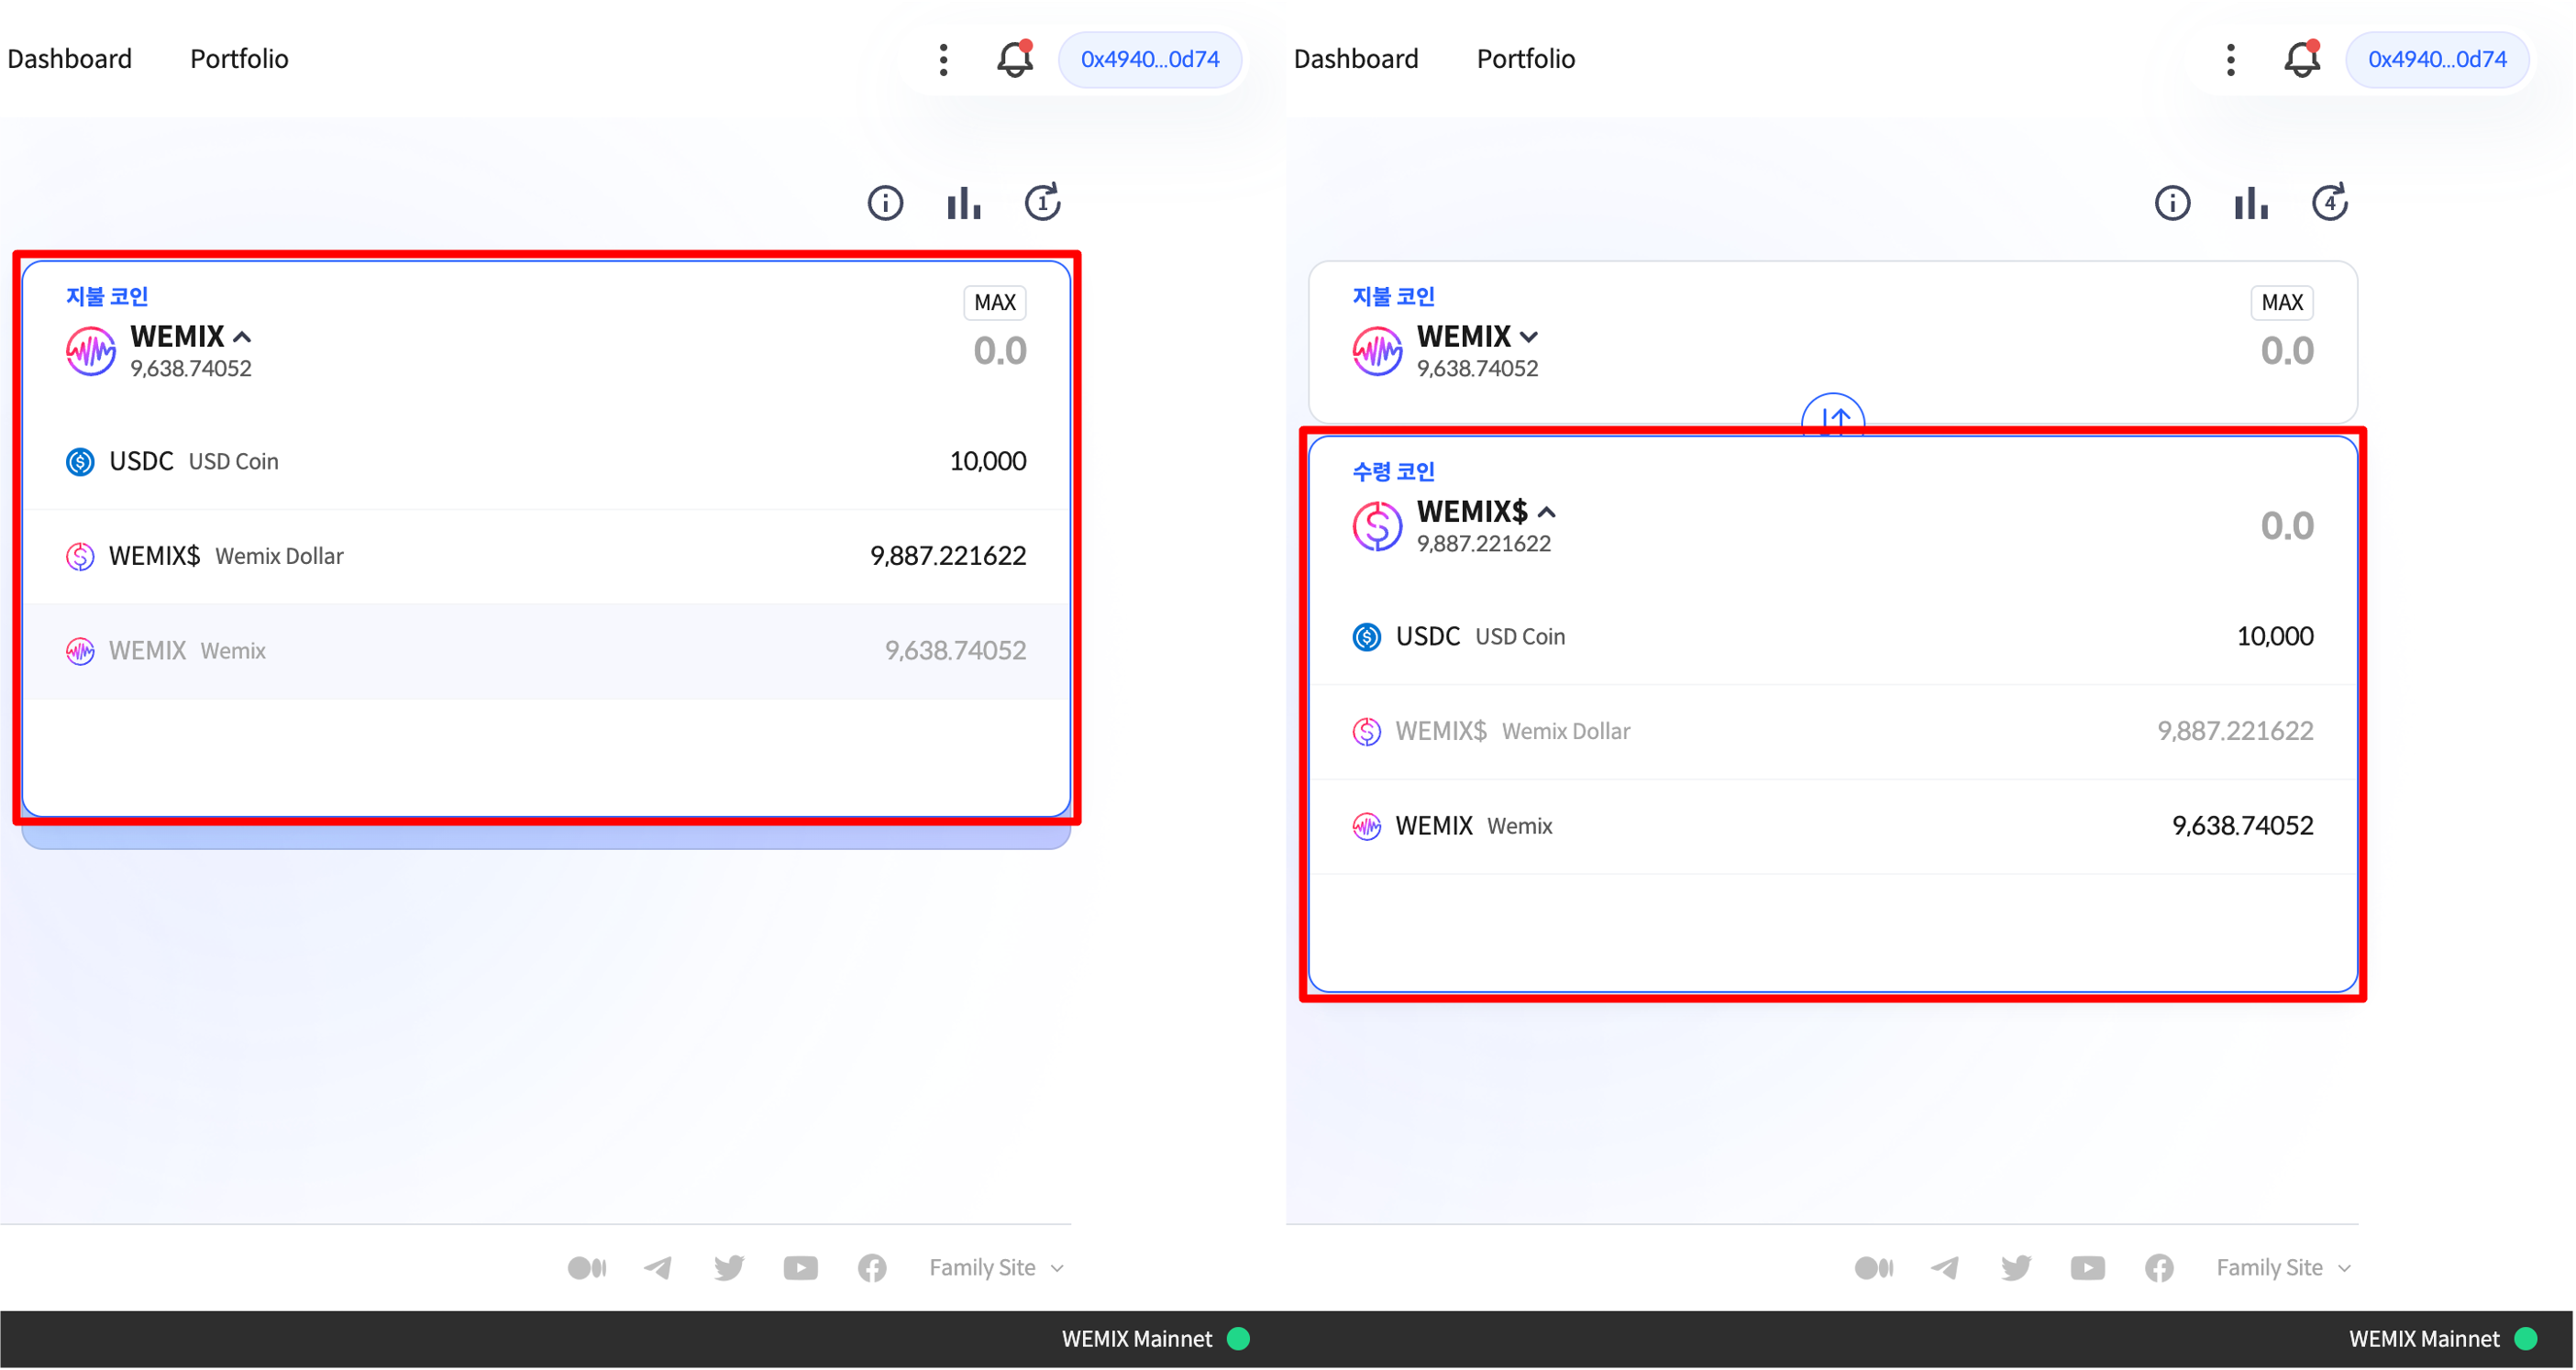 Dashboard Portfolio 0x4940...0d74
1
지불 코인 MAX
WEMIX 0.0
9,638.74052
USDC USD Coin 10,000
WEMIX$ Wemix Dollar 9,887.221622
WEMIX Wemix 9,638.74052
Family Site
WEMIX Mainnet
Dashboard Portfolio 0x4940...0d74
4
지불 코인 MAX
WEMIX 0.0
9,638.74052
수령 코인
WEMIX$ 0.0
9,887.221622
USDC USD Coin 10,000
WEMIX$ Wemix Dollar 9,887.221622
WEMIX Wemix 9,638.74052
Family Site
WEMIX Mainnet